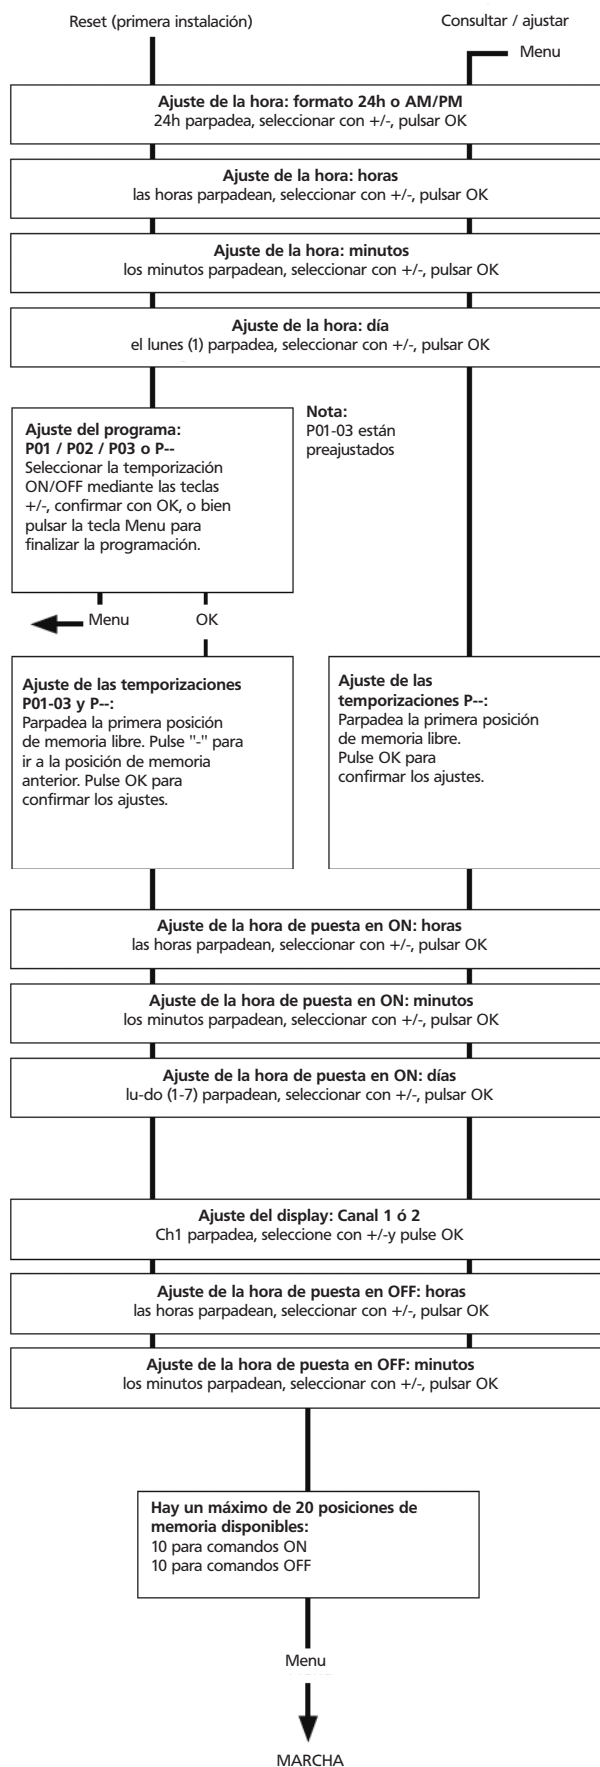 Reset (primera instalación)
Consultar / ajustar
Menu
Ajuste de la hora: formato 24h o AM/PM
24h parpadea, seleccionar con +/-, pulsar OK
Ajuste de la hora: horas
las horas parpadean, seleccionar con +/-, pulsar OK
Ajuste de la hora: minutos
los minutos parpadean, seleccionar con +/-, pulsar OK
Ajuste de la hora: día
el lunes (1) parpadea, seleccionar con +/-, pulsar OK
Ajuste del programa:
P01 / P02 / P03 o P--
Seleccionar la temporización
ON/OFF mediante las teclas
+/-, confirmar con OK, o bien
pulsar la tecla Menu para
finalizar la programación.
Nota:
P01-03 están
preajustados
Menu
OK
Ajuste de las temporizaciones
P01-03 y P--:
Parpadea la primera posición
de memoria libre. Pulse "-" para
ir a la posición de memoria
anterior. Pulse OK para
confirmar los ajustes.
Ajuste de las
temporizaciones P--:
Parpadea la primera posición
de memoria libre.
Pulse OK para
confirmar los ajustes.
Ajuste de la hora de puesta en ON: horas
las horas parpadean, seleccionar con +/-, pulsar OK
Ajuste de la hora de puesta en ON: minutos
los minutos parpadean, seleccionar con +/-, pulsar OK
Ajuste de la hora de puesta en ON: días
lu-do (1-7) parpadean, seleccionar con +/-, pulsar OK
Ajuste del display: Canal 1 ó 2
Ch1 parpadea, seleccione con +/-y pulse OK
Ajuste de la hora de puesta en OFF: horas
las horas parpadean, seleccionar con +/-, pulsar OK
Ajuste de la hora de puesta en OFF: minutos
los minutos parpadean, seleccionar con +/-, pulsar OK
Hay un máximo de 20 posiciones de
memoria disponibles:
10 para comandos ON
10 para comandos OFF
Menu
MARCHA